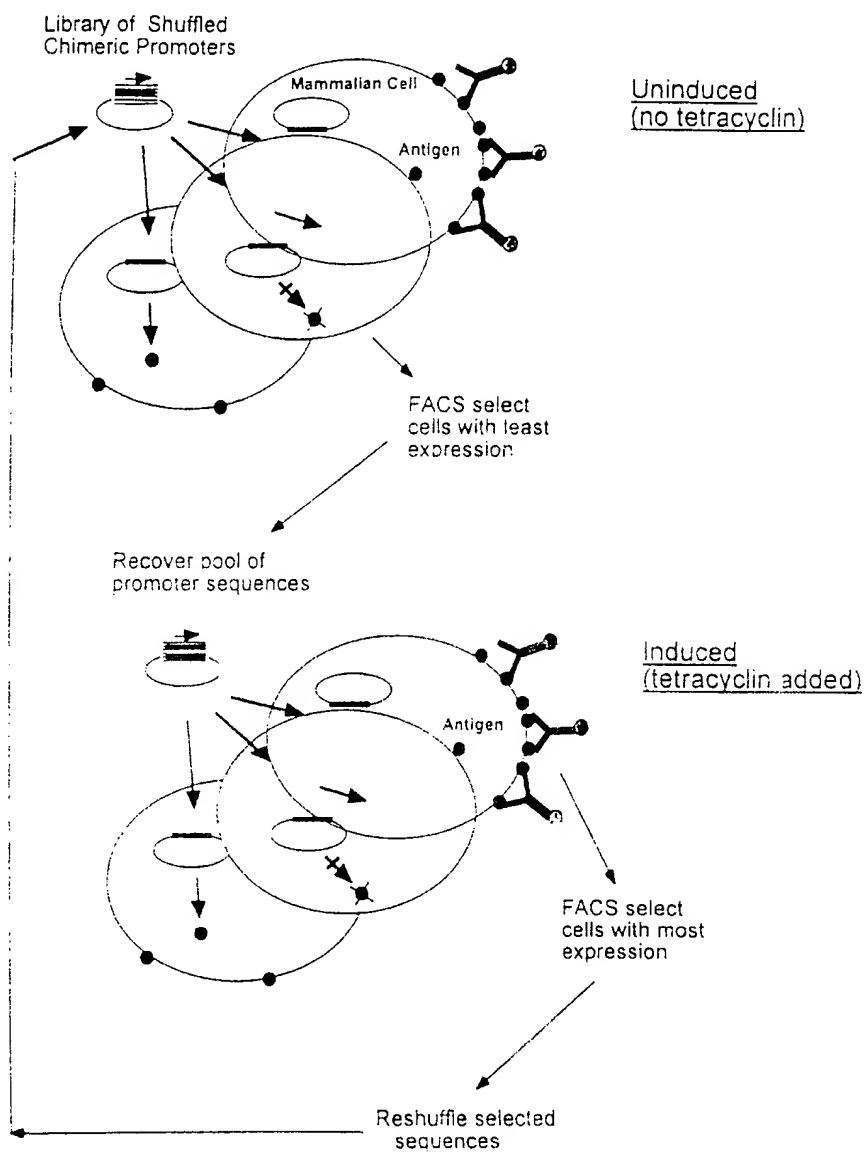 Library of Shuffled
Chimeric Promoters
Mammalian Cell
Uninduced
(no tetracyclin)
Antigen
FACS select
cells with least
expression
Recover pool of
promoter sequences
Induced
(tetracyclin added)
Antigen
FACS select
cells with most
expression
Reshuffle selected
sequences